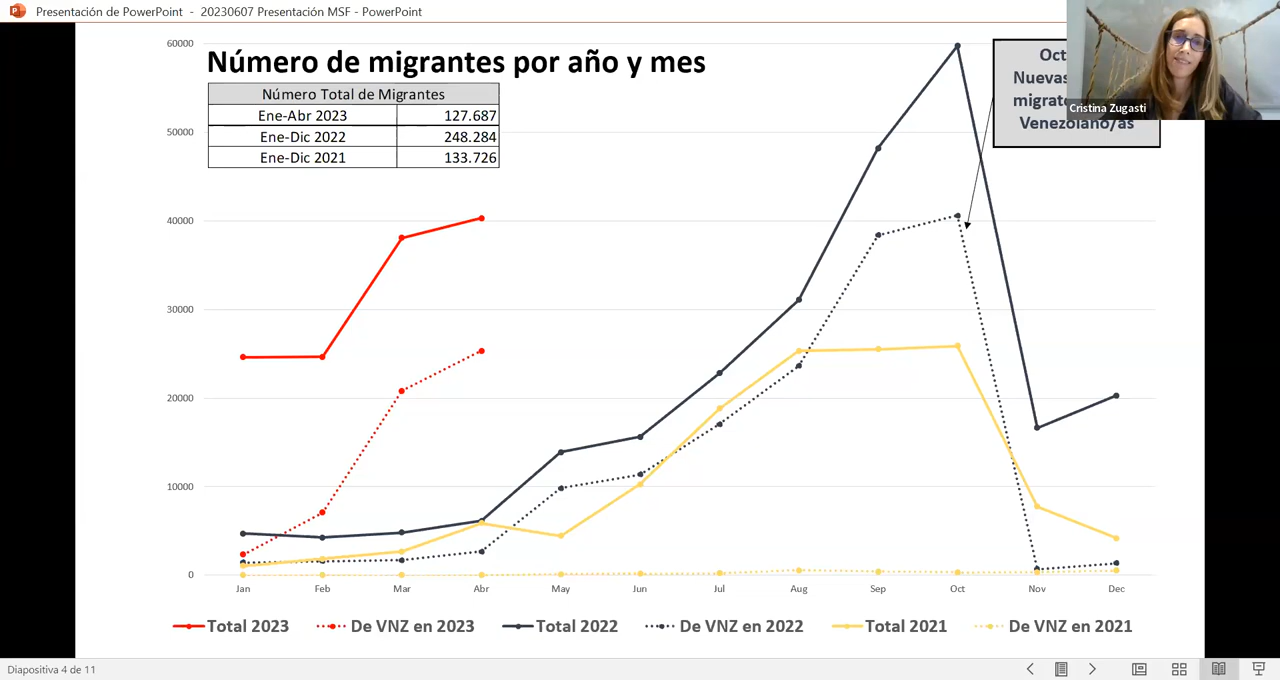 Presentación de PowerPoint - 20230607 Presentación MSF - PowerPoint
Número de migrantes por año y mes
Número Total de Migrantes
Ene-Abr 2023 127.687
Ene-Dic 2022 248.284
Ene-Dic 2021 133.726
Oct
Nuevas
migrat
Venezolano/as
Cristina Zugasti
60000
50000
40000
30000
20000
10000
0
Jan Feb Mar Abr May Jun Jul Aug Sep Oct Nov Dec
Total 2023 De VNZ en 2023 Total 2022 De VNZ en 2022 Total 2021 De VNZ en 2021
Diapositiva 4 de 11